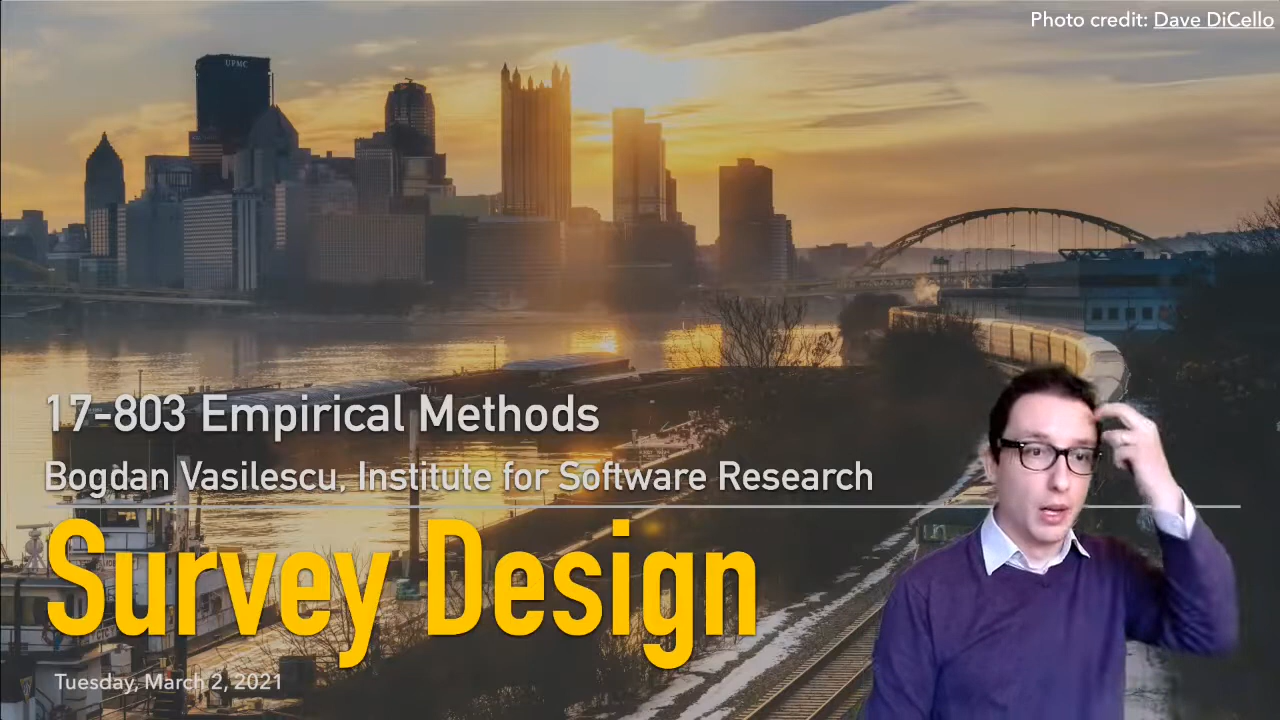 Photo credit: Dave DiCello
UPMC
17-803 Empirical Methods
Bogdan Vasilescu, Institute for Software Research
Survey Design
Tuesday, March 2, 2021